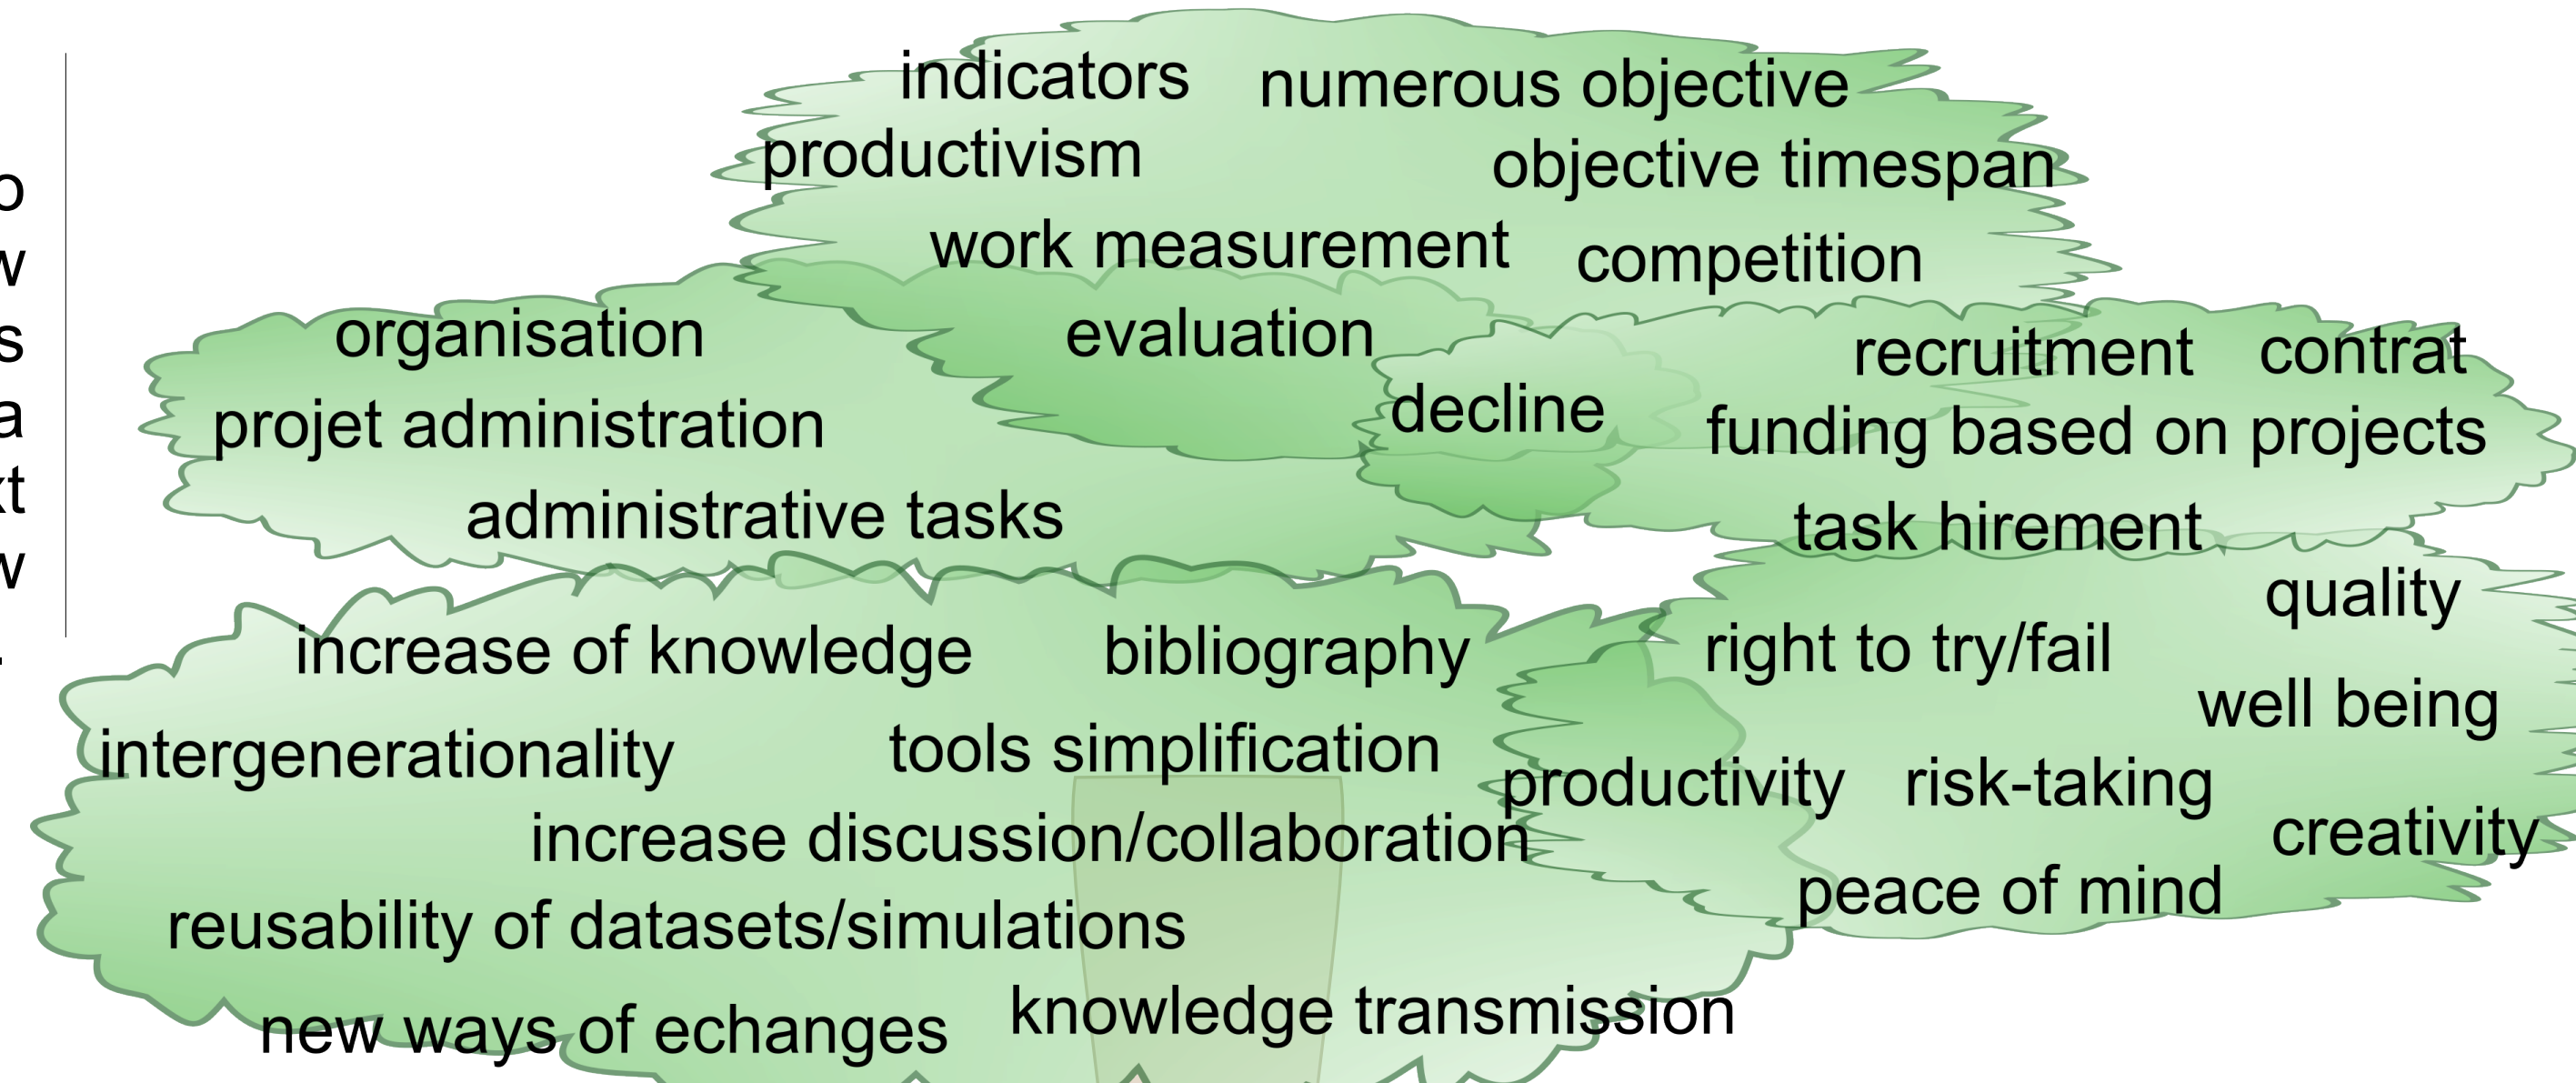 indicators
numerous objective
productivism
objective timespan
work measurement
competition
organisation
evaluation
recruitment
contrat
decline
projet administration
funding based on projects
administrative tasks
task hirement
quality
increase of knowledge
bibliography
right to try/fail
well being
intergenerationality
tools simplification
productivity
risk-taking
increase discussion/collaboration
creativity
peace of mind
reusability of datasets/simulations
new ways of echanges
knowledge transmission